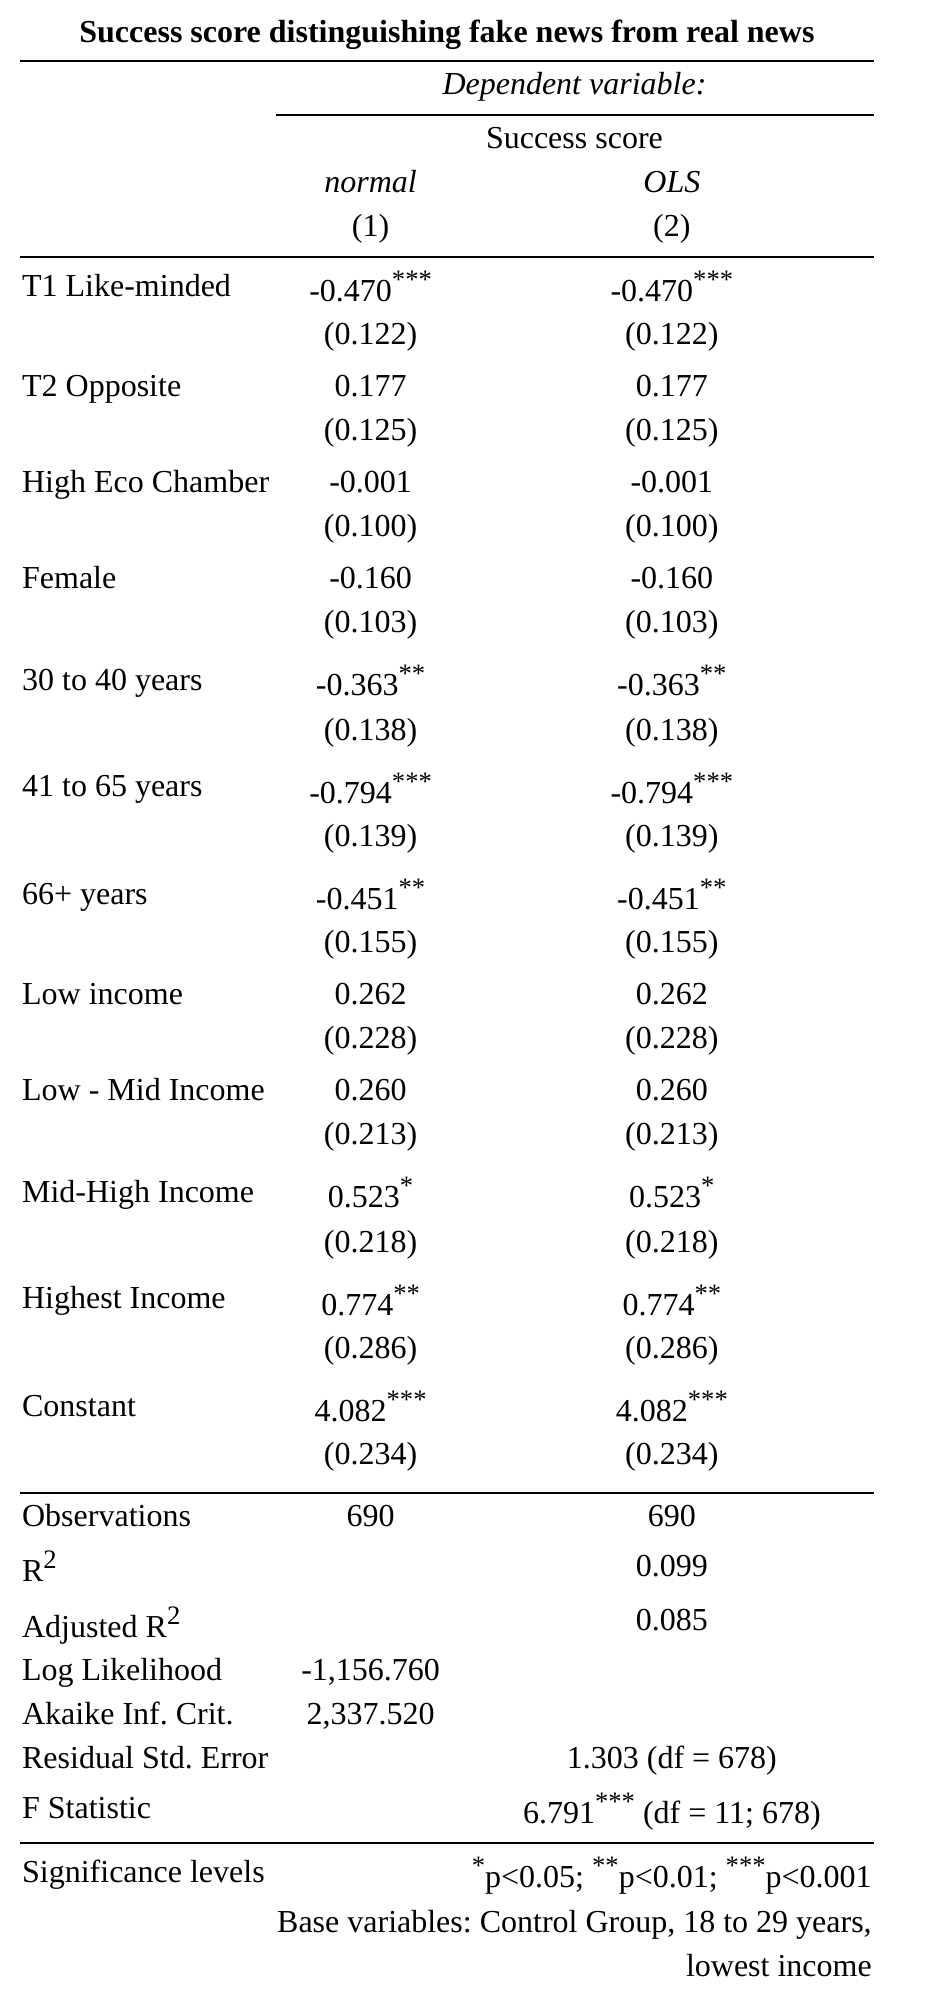 Success score distinguishing fake news from real news
Dependent variable:
Success score
normal OLS
(1) (2)
T1 Like-minded -0.470*** -0.470***
(0.122) (0.122)
T2 Opposite 0.177 0.177
(0.125) (0.125)
High Eco Chamber -0.001 -0.001
(0.100) (0.100)
Female -0.160 -0.160
(0.103) (0.103)
30 to 40 years -0.363** -0.363**
(0.138) (0.138)
41 to 65 years -0.794*** -0.794***
(0.139) (0.139)
66+ years -0.451** -0.451**
(0.155) (0.155)
Low income 0.262 0.262
(0.228) (0.228)
Low - Mid Income 0.260 0.260
(0.213) (0.213)
Mid-High Income 0.523* 0.523*
(0.218) (0.218)
Highest Income 0.774** 0.774**
(0.286) (0.286)
Constant 4.082*** 4.082***
(0.234) (0.234)
Observations 690 690
R2 0.099
Adjusted R2 0.085
Log Likelihood -1,156.760
Akaike Inf. Crit. 2,337.520
Residual Std. Error 1.303 (df = 678)
F Statistic 6.791*** (df = 11; 678)
Significance levels *p<0.05; **p<0.01; ***p<0.001
Base variables: Control Group, 18 to 29 years,
lowest income